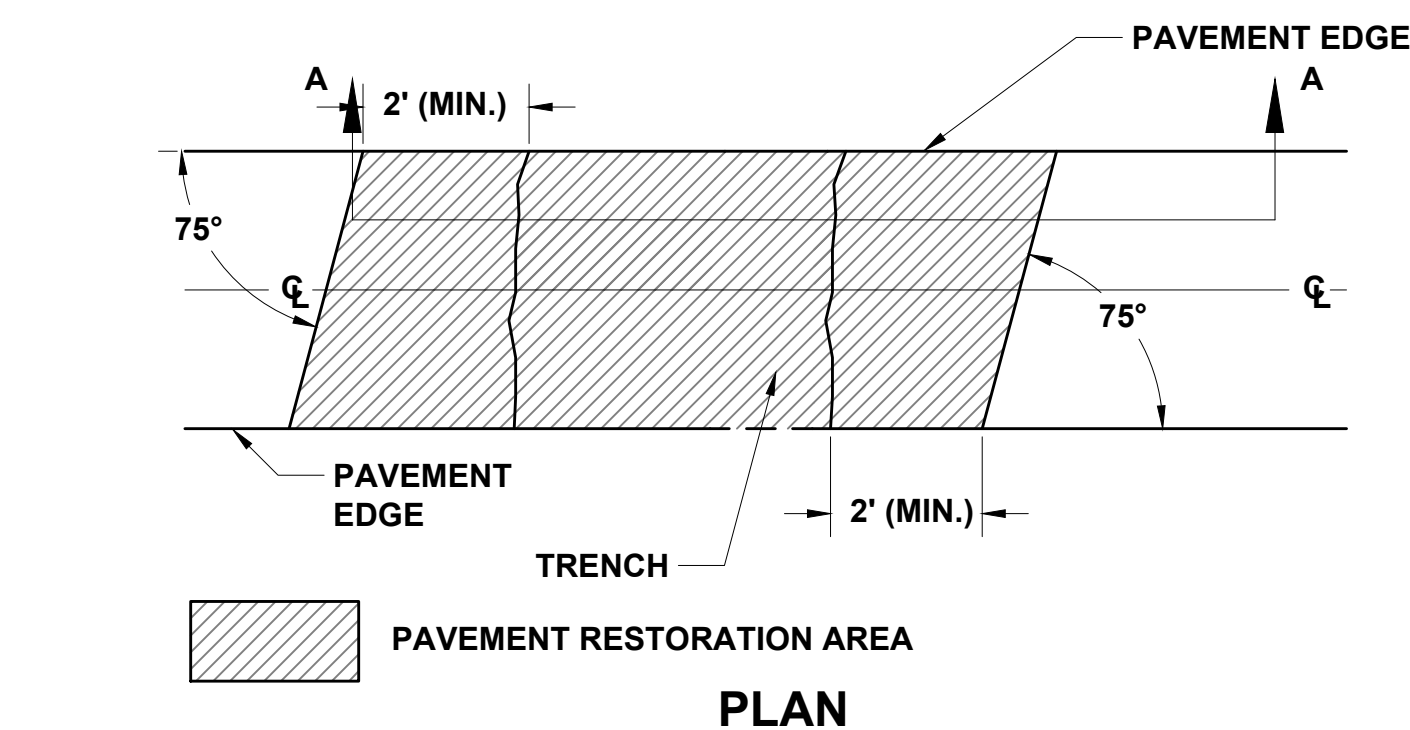 PAVEMENT EDGE
A
2' (MIN.)
A
75°
℄
℄
75°
PAVEMENT
EDGE
2' (MIN.)
TRENCH
PAVEMENT RESTORATION AREA
PLAN